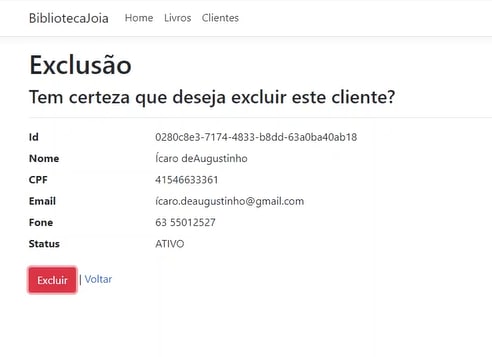 BibliotecaJoia Home Livros Clientes
Exclusão
Tem certeza que deseja excluir este cliente?
Id 0280c8e3-7174-4833-b8dd-63a0ba40ab18
Nome Ícaro deAugustinho
CPF 41546633361
Email ícaro.deaugustinho@gmail.com
Fone 63 55012527
Status ATIVO
Excluir | Voltar